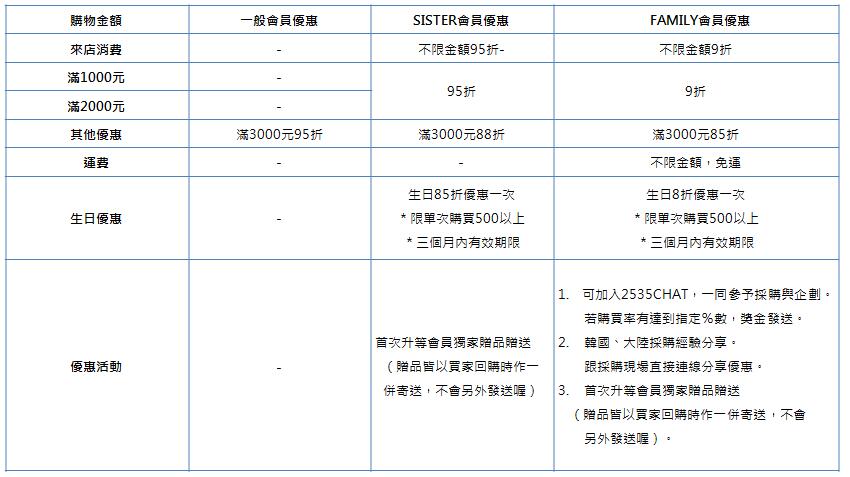 購物金額 一般會員優惠 SISTER會員優惠 FAMILY會員優惠
來店消費 - 不限金額95折- 不限金額9折
滿1000元 -
95折 9折
滿2000元 -
其他優惠 滿3000元95折 滿3000元88折 滿3000元85折
運費 - - 不限金額，免運
生日優惠 -
生日85折優惠一次
* 限單次購買500以上
* 三個月內有效期限
生日8折優惠一次
* 限單次購買500以上
* 三個月內有效期限
優惠活動 -
首次升等會員獨家贈品贈送
（贈品皆以買家回購時作一
併寄送，不會另外發送喔）
1. 可加入2535CHAT，一同參予採購與企劃。
若購買率有達到指定%數，獎金發送。
2. 韓國、大陸採購經驗分享。
跟採購現場直接連線分享優惠。
3. 首次升等會員獨家贈品贈送
（贈品皆以買家回購時作一併寄送，不會
另外發送喔）。